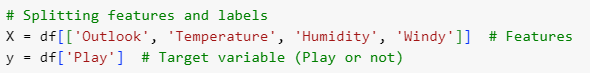 # Splitting features and labels
X = df[['Outlook', 'Temperature', 'Humidity', 'Windy']]  # Features
y = df['Play']  # Target variable (Play or not)